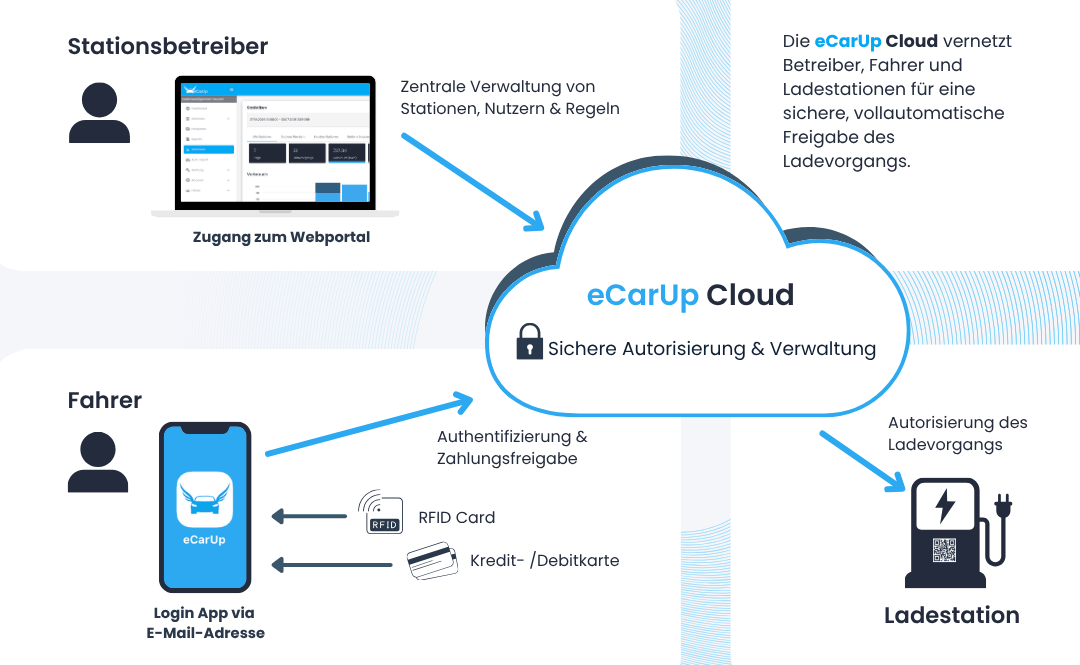 Stationsbetreiber
eCarUp
Zugang zum Webportal
Zentrale Verwaltung von
Stationen, Nutzern & Regeln
Die eCarUp Cloud vernetzt
Betreiber, Fahrer und
Ladestationen für eine
sichere, vollautomatische
Freigabe des
Ladevorgangs.
eCarUp Cloud
Sichere Autorisierung & Verwaltung
Fahrer
eCarUp
Login App via
E-Mail-Adresse
Authentifizierung &
Zahlungsfreigabe
RFID
RFID Card
Kredit- /Debitkarte
Autorisierung des
Ladevorgangs
Ladestation